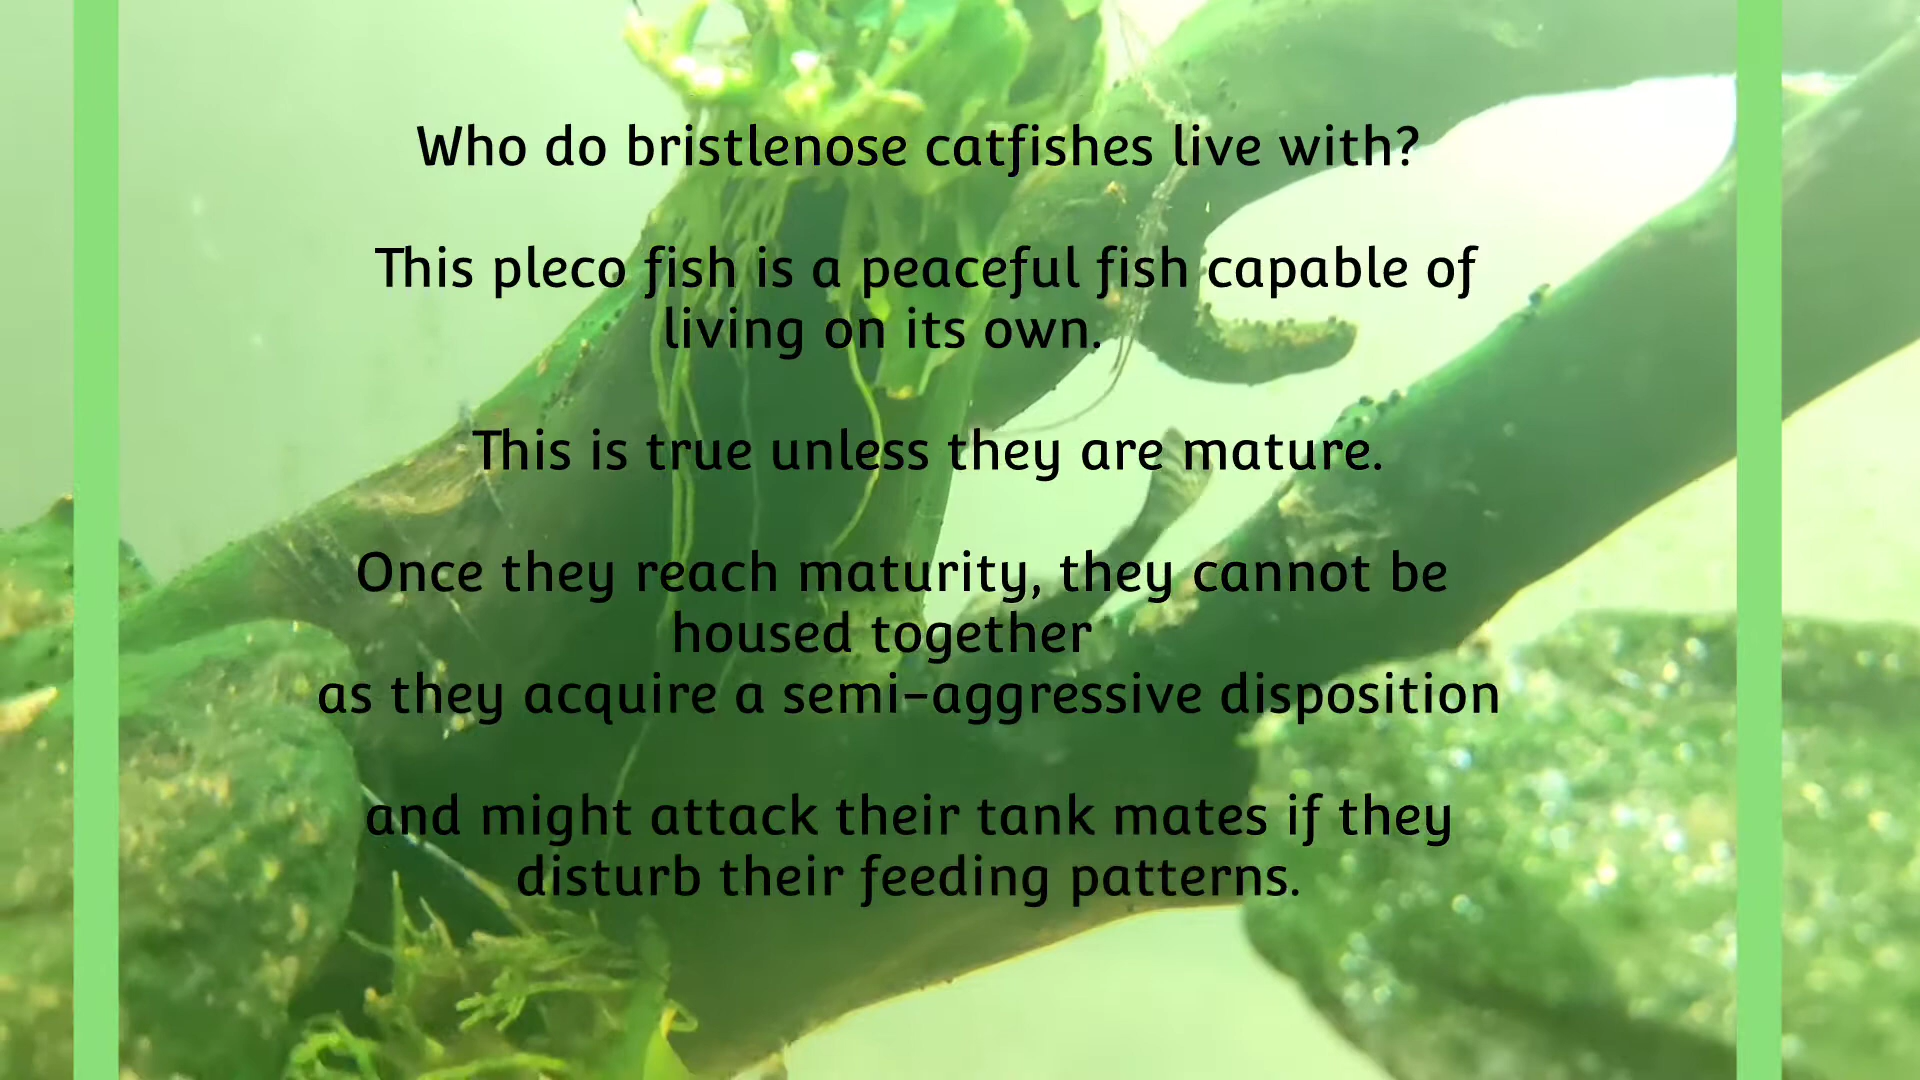 Who do bristlenose catfishes live with?
This pleco fish is a peaceful fish capable of
living on its own.
This is true unless they are mature.
Once they reach maturity, they cannot be
housed together
as they acquire a semi-aggressive disposition
and might attack their tank mates if they
disturb their feeding patterns.